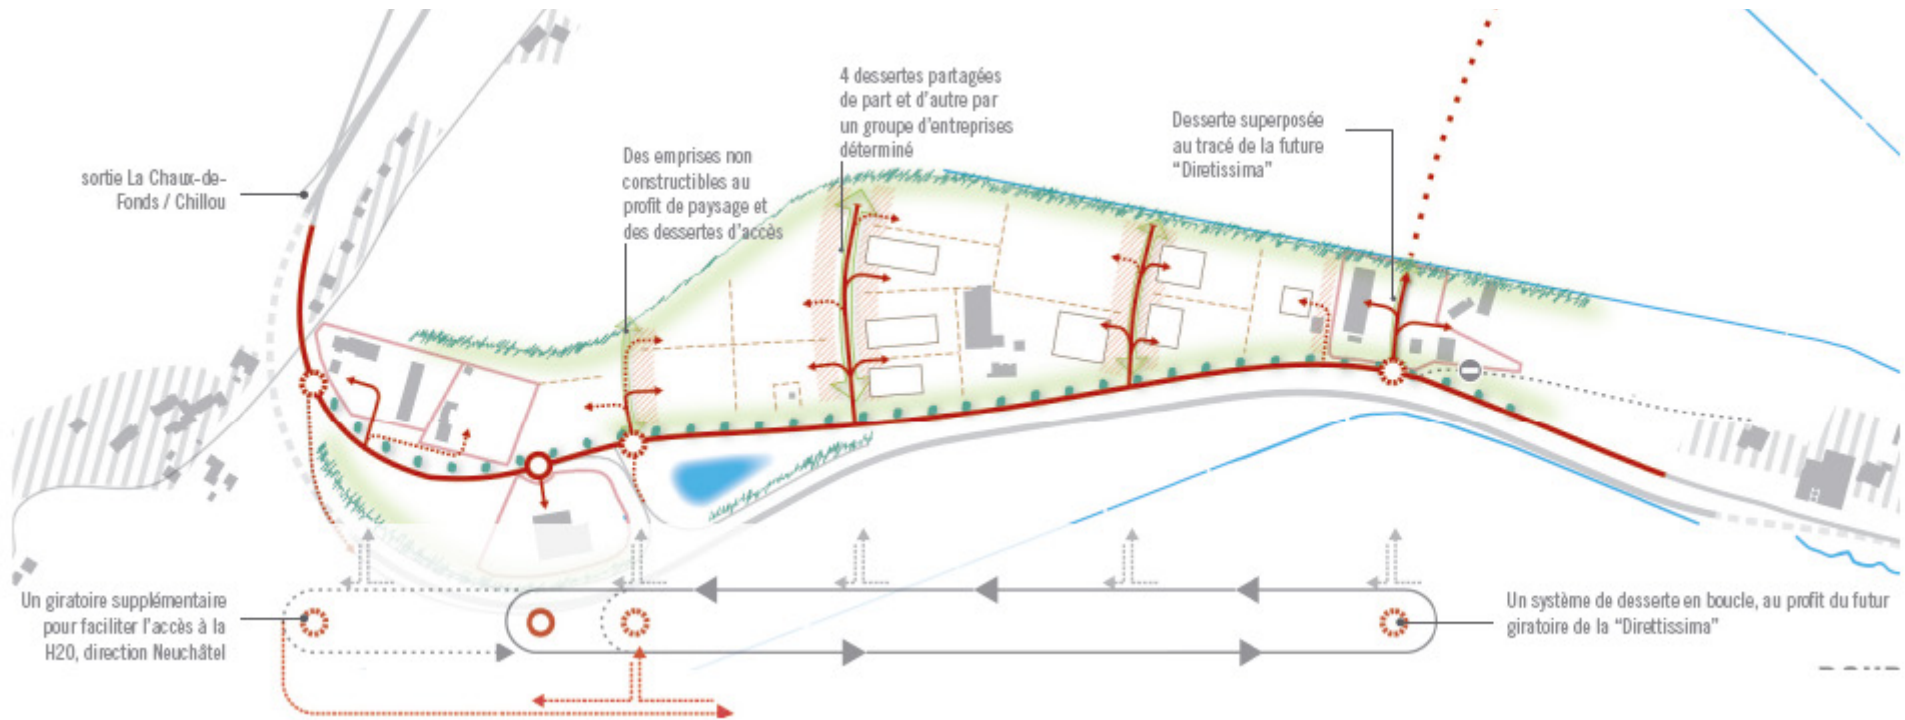 4 dessertes partagées
de part et d'autre par
un groupe d'entreprises
déterminé
Desserte superposée
au tracé de la future
"Diretissima"
Des emprises non
constructibles au
profit de paysage et
des dessertes d'accès
sortie La Chaux-de-
Fonds / Chillou
Un giratoire supplémentaire
pour faciliter l'accès à la
H20, direction Neuchâtel
Un système de desserte en boucle, au profit du futur
giratoire de la "Direttissima"